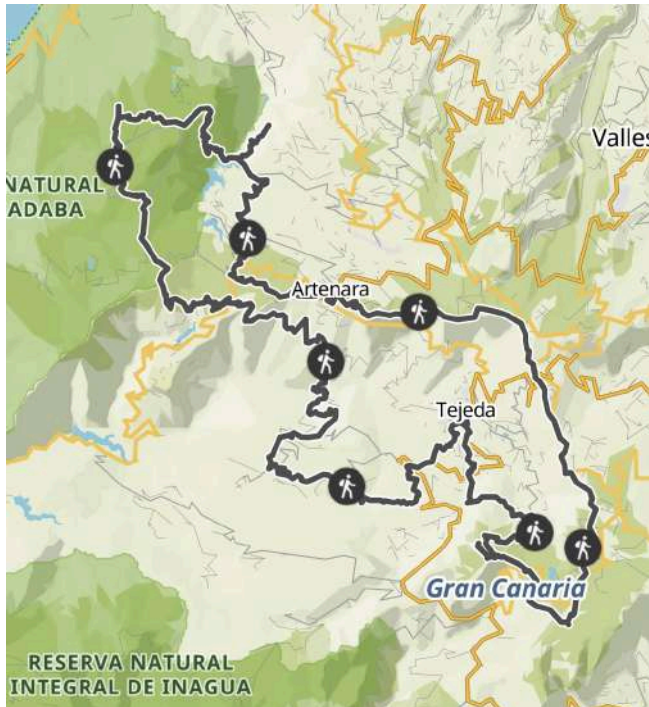 Valles
NATURAL
ADABA
Artenara
Tejeda
Gran Canaria
RESERVA NATURAL
INTEGRAL DE INAGUA